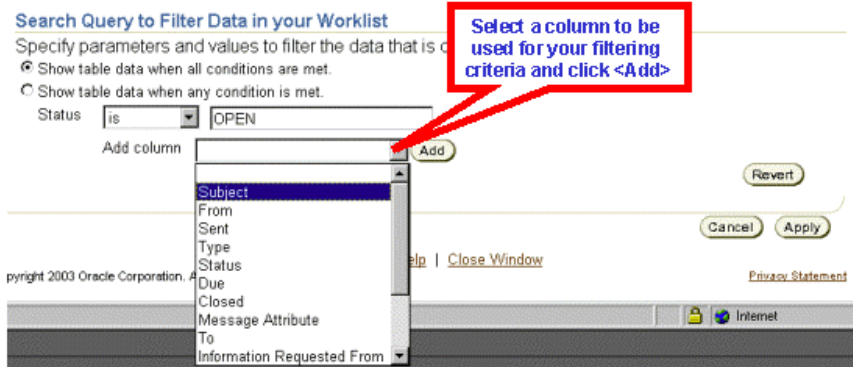 Search Query to Filter Data in your Worklist
Specify parameters and values to filter the data that is
Select a column to be
used for your filtering
criteria and click <Add>
Show table data when all conditions are met.
Show table data when any condition is met.
Status is OPEN
Add column Add
Subject
From
Sent
Type
Status
Due
Closed
Message Attribute
To
Information Requested From
Revert
Cancel Apply
elp | Close Window
pyright 2003 Oracle Corporation. A
Privacy Statement
Internet